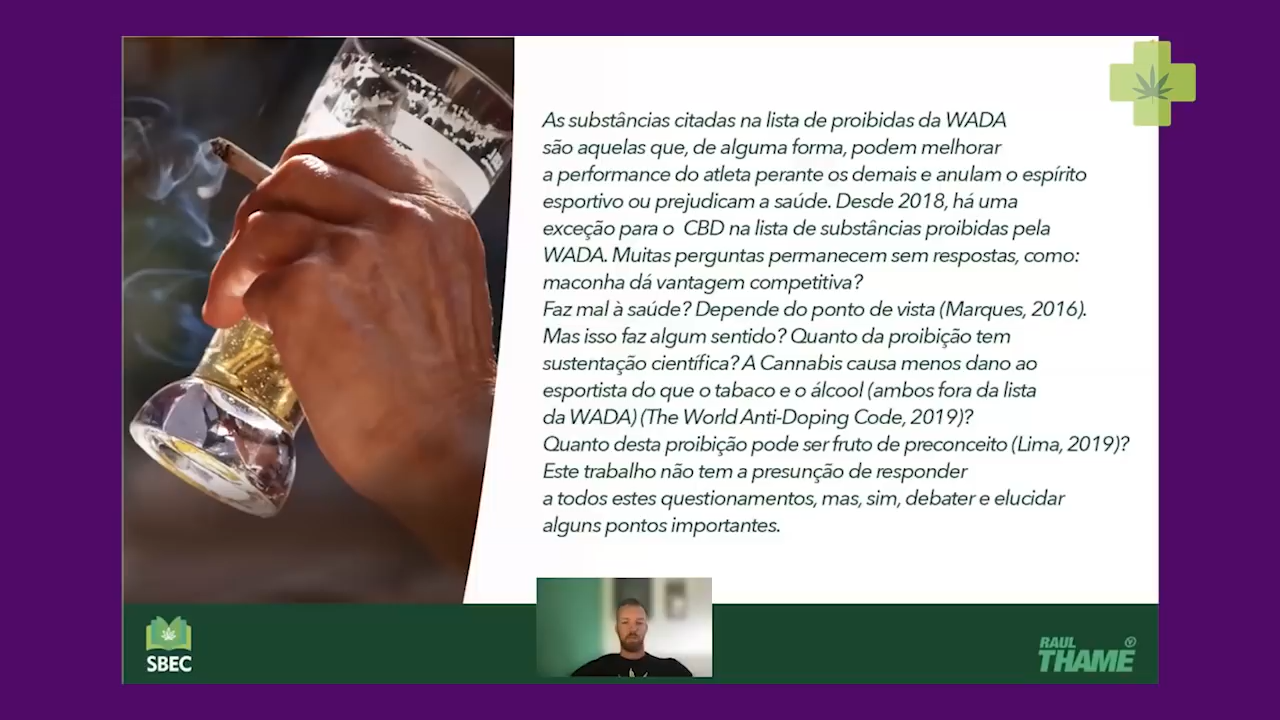 As substâncias citadas na lista de proibidas da WADA
são aquelas que, de alguma forma, podem melhorar
a performance do atleta perante os demais e anulam o espírito
esportivo ou prejudicam a saúde. Desde 2018, há uma
exceção para o CBD na lista de substâncias proibidas pela
WADA. Muitas perguntas permanecem sem respostas, como:
maconha dá vantagem competitiva?
Faz mal à saúde? Depende do ponto de vista (Marques, 2016).
Mas isso faz algum sentido? Quanto da proibição tem
sustentação científica? A Cannabis causa menos dano ao
esportista do que o tabaco e o álcool (ambos fora da lista
da WADA) (The World Anti-Doping Code, 2019)?
Quanto desta proibição pode ser fruto de preconceito (Lima, 2019)?
Este trabalho não tem a presunção de responder
a todos estes questionamentos, mas, sim, debater e elucidar
alguns pontos importantes.
SBEC
RAUL
THAME